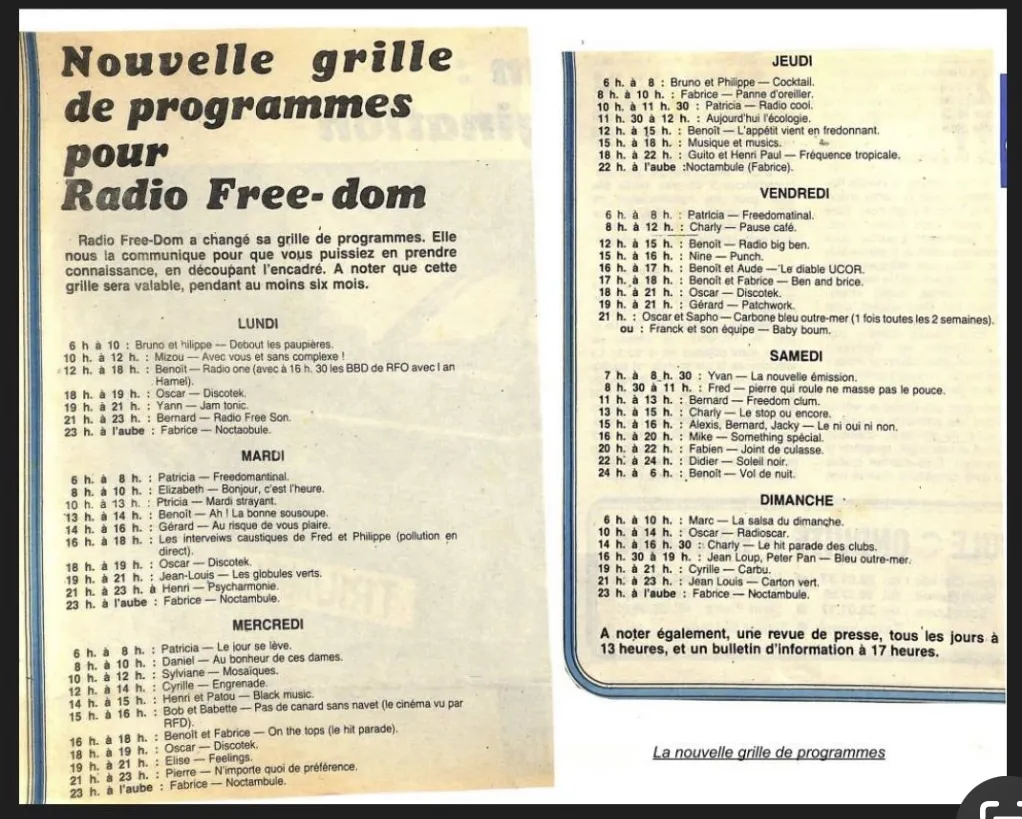 Nouvelle grille
de programmes
pour
Radio Free-dom
Radio Free-Dom a changé sa grille de programmes. Elle
nous la communique pour que vous puissiez en prendre
connaissance, en découpant l'encadré. A noter que cette
grille sera valable, pendant au moins six mois.
LUNDI
6 h à 10 : Bruno et hilippe — Debout les paupières.
10 h. à 12 h. : Mizou — Avec vous et sans complexe !
12 h. à 18 h. : Benoît — Radio one (avec à 16 h. 30 les BBD de RFO avec I an
Hamel).
18 h. à 19 h. : Oscar — Discotek.
19 h. à 21 h. : Yann — Jam tonic.
21 h. à 23 h. : Bernard — Radio Free Son.
23 h. à l'aube : Fabrice — Noctaobule.
MARDI
6 h. à 8 h. : Patricia — Freedomantinal.
8 h. à 10 h. : Elizabeth — Bonjour, c'est l'heure.
10 h. à 13 h. : Ptricia — Mardi strayant.
13 h. à 14 h. : Benoît — Ah ! La bonne sousoupe.
14 h. à 16 h. : Gérard — Au risque de vous plaire.
16 h. à 18 h. : Les interveiws caustiques de Fred et Philippe (pollution en
direct).
18 h. à 19 h. : Oscar — Discotek.
19 h. à 21 h. : Jean-Louis — Les globules verts.
21 h. à 23 h. à Henri — Psycharmonie.
23 h. à l'aube : Fabrice — Noctambule.
MERCREDI
6 h. à 8 h. : Patricia — Le jour se lève.
8 h. à 10 h. : Daniel — Au bonheur de ces dames.
10 h. à 12 h. : Sylviane — Mosaïques.
12 h. à 14 h. : Cyrille — Engrenade.
14 h. à 15 h. : Henri et Patou — Black music.
15 h. à 16 h. : Bob et Babette — Pas de canard sans navet (le cinéma vu par
RFD).
16 h. à 18 h. : Benoît et Fabrice — On the tops (le hit parade).
18 h. à 19 h. : Oscar — Discotek.
19 h. à 21 h. : Elise — Feelings.
21 h. à 23 h. : Pierre — N'importe quoi de préférence.
23 h. à l'aube : Fabrice — Noctambule.
JEUDI
6 h. à 8 : Bruno et Philippe — Cocktail.
8 h. à 10 h. : Fabrice — Panne d'oreiller.
10 h. à 11 h. 30 : Patricia — Radio cool.
11 h. 30 à 12 h. : Aujourd'hui l'écologie.
12 h. à 15 h. : Benoît — L'appétit vient en fredonnant.
15 h. à 18 h. : Musique et musics.
18 h. à 22 h. : Guito et Henri Paul — Fréquence tropicale.
22 h. à l'aube :Noctambule (Fabrice).
VENDREDI
6 h. à 8 h. : Patricia — Freedomatinal.
8 h. à 12 h. : Charly — Pause café.
12 h. à 15 h. : Benoît — Radio big ben.
15 h. à 16 h. : Nine — Punch.
16 h. à 17 h. : Benoît et Aude — Le diable UCOR.
17 h. à 18 h. : Benoît et Fabrice — Ben and brice.
18 h. à 21 h. : Oscar — Discotek.
19 h. à 21 h. : Gérard — Patchwork.
21 h. : Oscar et Sapho — Carbone bleu outre-mer (1 fois toutes les 2 semaines).
ou : Franck et son équipe — Baby boum.
SAMEDI
7 h. à 8 h. 30 : Yvan — La nouvelle émission.
8 h. 30 à 11 h. : Fred — pierre qui roule ne masse pas le pouce.
11 h. à 13 h. : Bernard — Freedom clum.
13 h. à 15 h. : Charly — Le stop ou encore.
15 h. à 16 h. : Alexis, Bernard, Jacky — Le ni oui ni non.
16 h. à 20 h. : Mike — Something spécial.
20 h. à 22 h. : Fabien — Joint de culasse.
22 h. à 24 h. : Didier — Soleil noir.
24 h. à 6 h. : Benoît — Vol de nuit.
DIMANCHE
6 h. à 10 h. : Marc — La salsa du dimanche.
10 h. à 14 h. : Oscar — Radioscar.
14 h. à 16 h. 30 : Charly — Le hit parade des clubs.
16 h. 30 à 19 h. : Jean Loup, Peter Pan — Bleu outre-mer.
19 h. à 21 h. : Cyrille — Carbu.
21 h. à 23 h. : Jean Louis — Carton vert.
23 h. à l'aube : Fabrice — Noctambule.
A noter également, une revue de presse, tous les jours à
13 heures, et un bulletin d'information à 17 heures.
La nouvelle grille de programmes